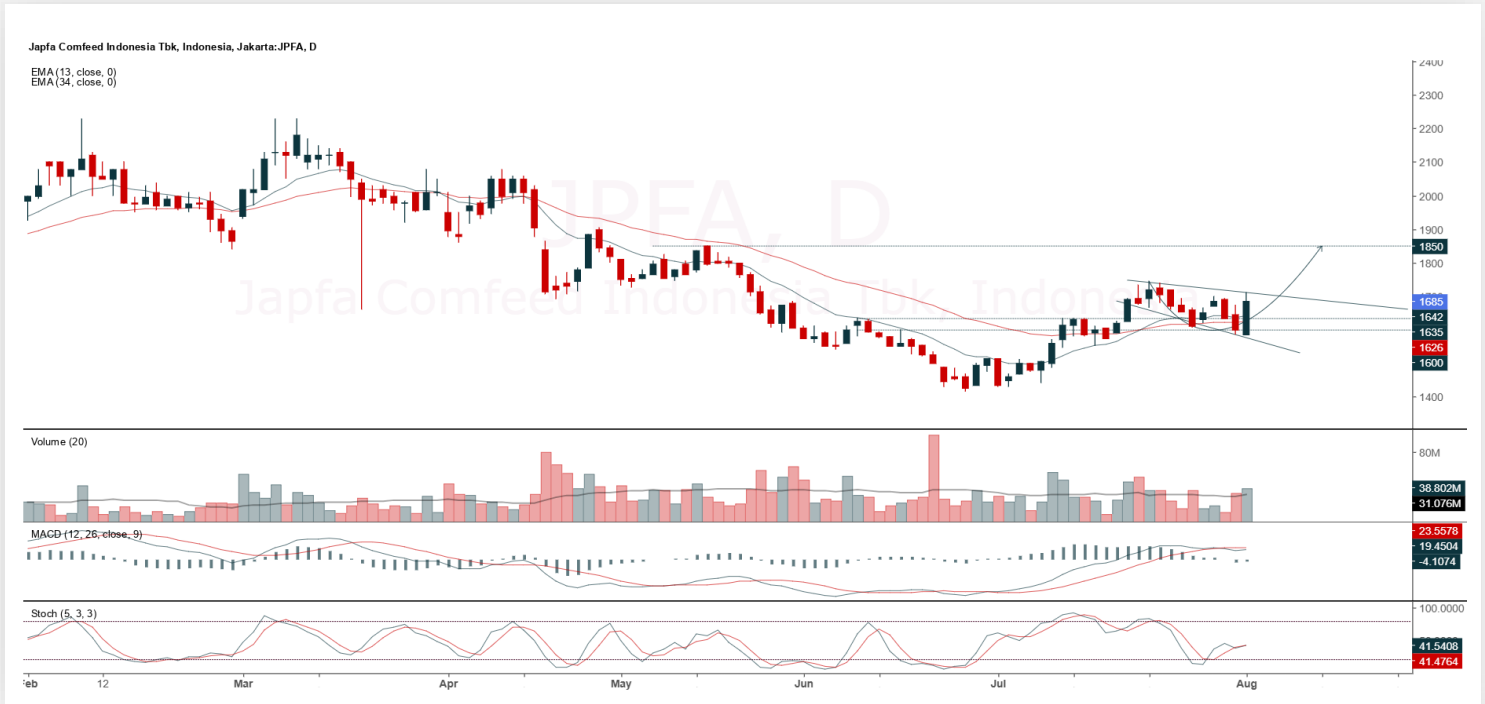 Japfa Comfeed Indonesia Tbk, Indonesia, Jakarta:JPFA, D
EMA (13, close, 0)
EMA (34, close, 0)
JPFA, D
Japfa Comfeed Indonesia Tbk, Indonesia
2400
2300
2200
2100
2000
1900
1850
1800
1685
1642
1635
1626
1600
1400
Volume (20)
80M
38.802M
31.076M
MACD (12, 26, close, 9)
23.5578
19.4504
-4.1074
Stoch (5, 3, 3)
100.0000
41.5408
41.4764
Feb 12 Mar Apr May Jun Jul Aug